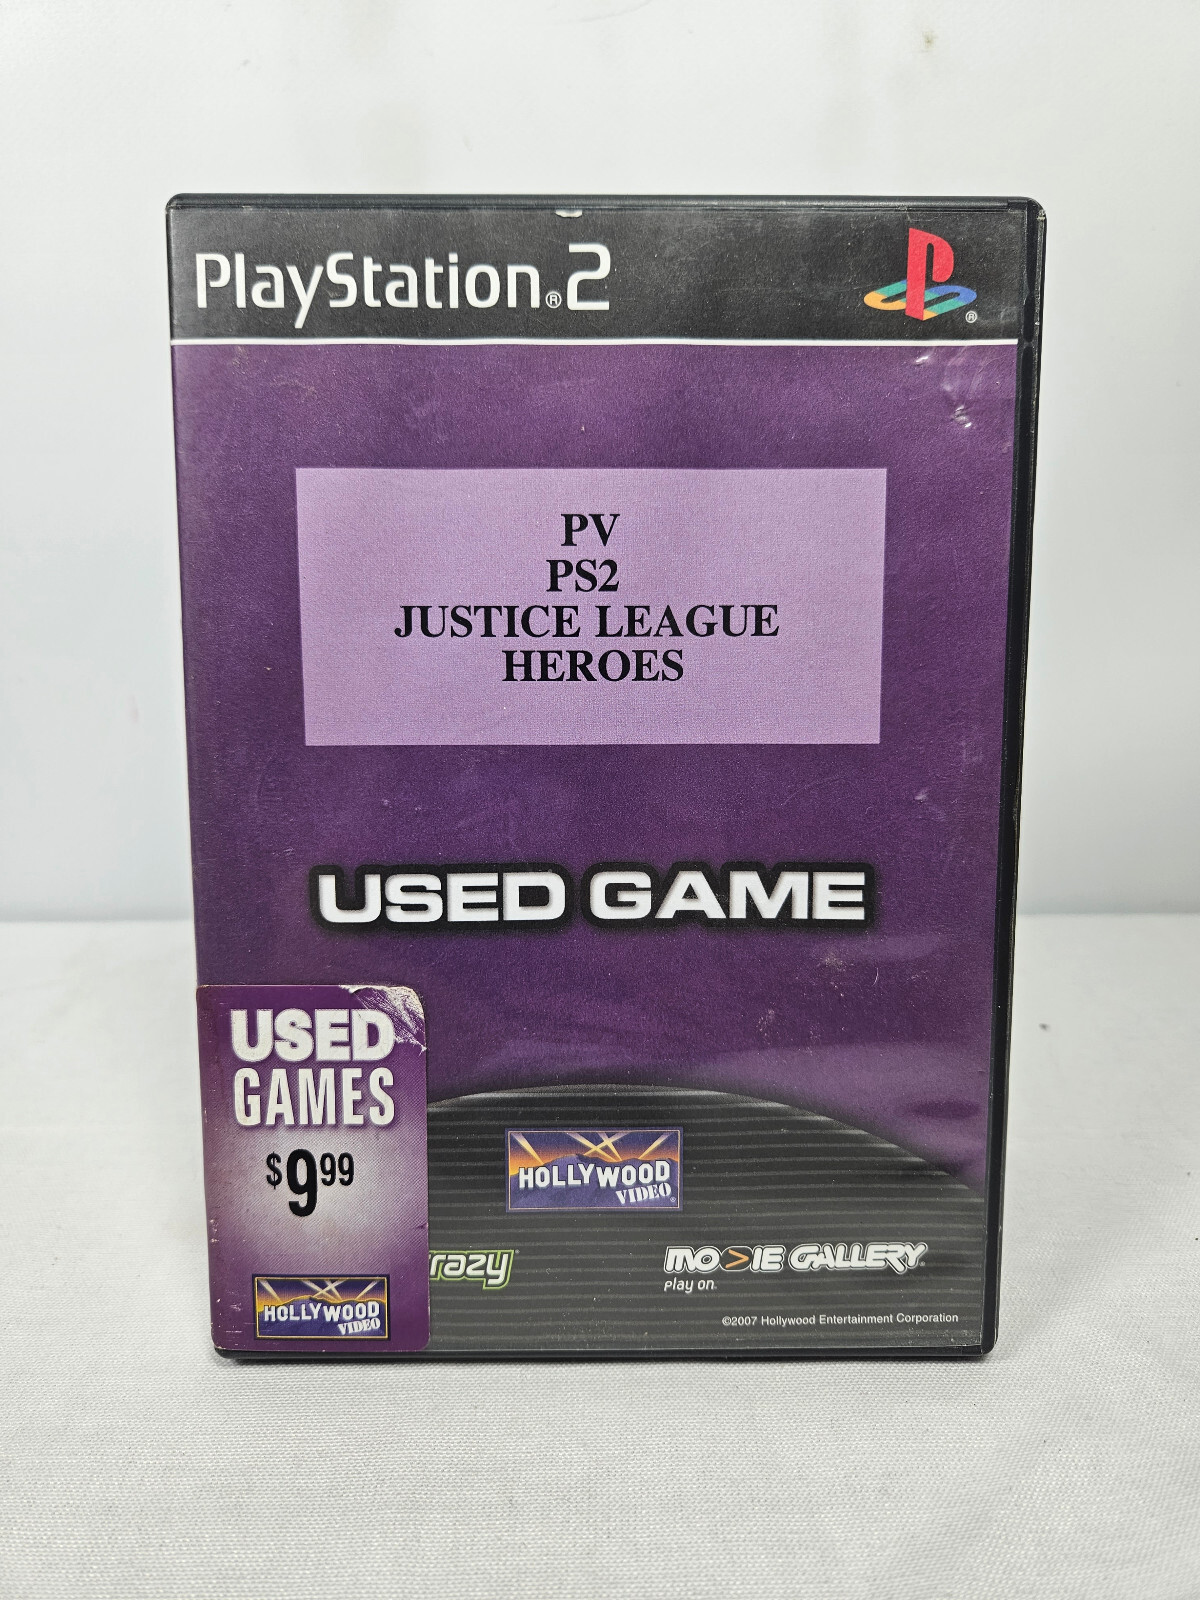 PlayStation®2
®
PV
PS2
JUSTICE LEAGUE
HEROES
USED GAME
USED
GAMES
$9.99
HOLLYWOOD
VIDEO
HOLLYWOOD
VIDEO®
MOVIE GALLERY®
play on.
©2007 Hollywood Entertainment Corporation